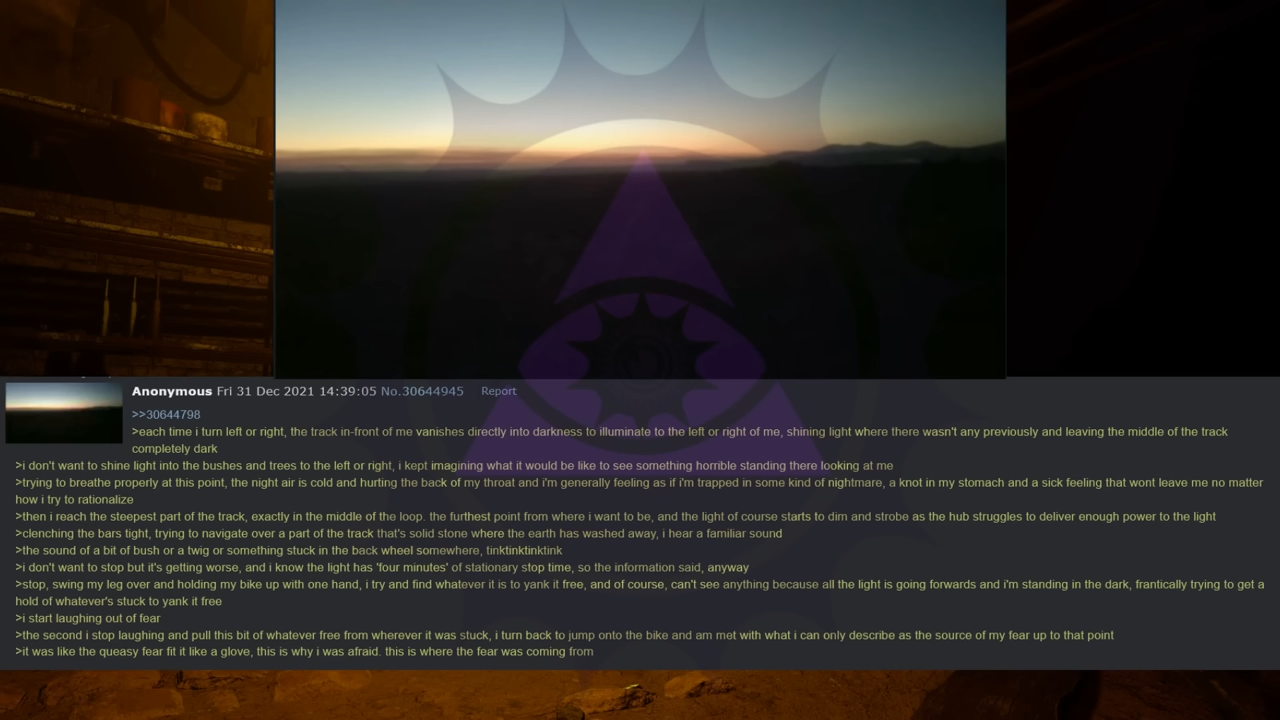 Anonymous Fri 31 Dec 2021 14:39:05 No.30644945 Report
>>30644798
>each time i turn left or right, the track in-front of me vanishes directly into darkness to illuminate to the left or right of me, shining light where there wasn't any previously and leaving the middle of the track
completely dark
>i don't want to shine light into the bushes and trees to the left or right, i kept imagining what it would be like to see something horrible standing there looking at me
>trying to breathe properly at this point, the night air is cold and hurting the back of my throat and i'm generally feeling as if i'm trapped in some kind of nightmare, a knot in my stomach and a sick feeling that wont leave me no matter
how i try to rationalize
>then i reach the steepest part of the track, exactly in the middle of the loop. the furthest point from where i want to be, and the light of course starts to dim and strobe as the hub struggles to deliver enough power to the light
>clenching the bars tight, trying to navigate over a part of the track that's solid stone where the earth has washed away, i hear a familiar sound
>the sound of a bit of bush or a twig or something stuck in the back wheel somewhere, tinktinktinktink
>i don't want to stop but it's getting worse, and i know the light has 'four minutes' of stationary stop time, so the information said, anyway
>stop, swing my leg over and holding my bike up with one hand, i try and find whatever it is to yank it free, and of course, can't see anything because all the light is going forwards and i'm standing in the dark, frantically trying to get a
hold of whatever's stuck to yank it free
>i start laughing out of fear
>the second i stop laughing and pull this bit of whatever free from wherever it was stuck, i turn back to jump onto the bike and am met with what i can only describe as the source of my fear up to that point
>it was like the queasy fear fit it like a glove, this is why i was afraid. this is where the fear was coming from